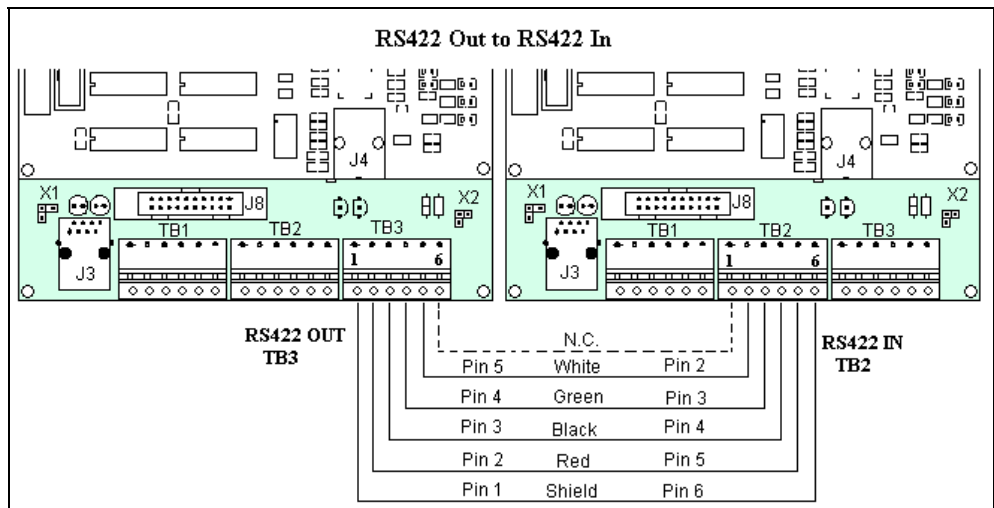 RS422 Out to RS422 In
J4
J4
X1
J8
X2
X1
J8
X2
TB1
TB2
TB3
TB1
TB2
TB3
J3
1
6
J3
1
6
RS422 OUT
TB3
N.C.
RS422 IN
TB2
Pin 5 White Pin 2
Pin 4 Green Pin 3
Pin 3 Black Pin 4
Pin 2 Red Pin 5
Pin 1 Shield Pin 6